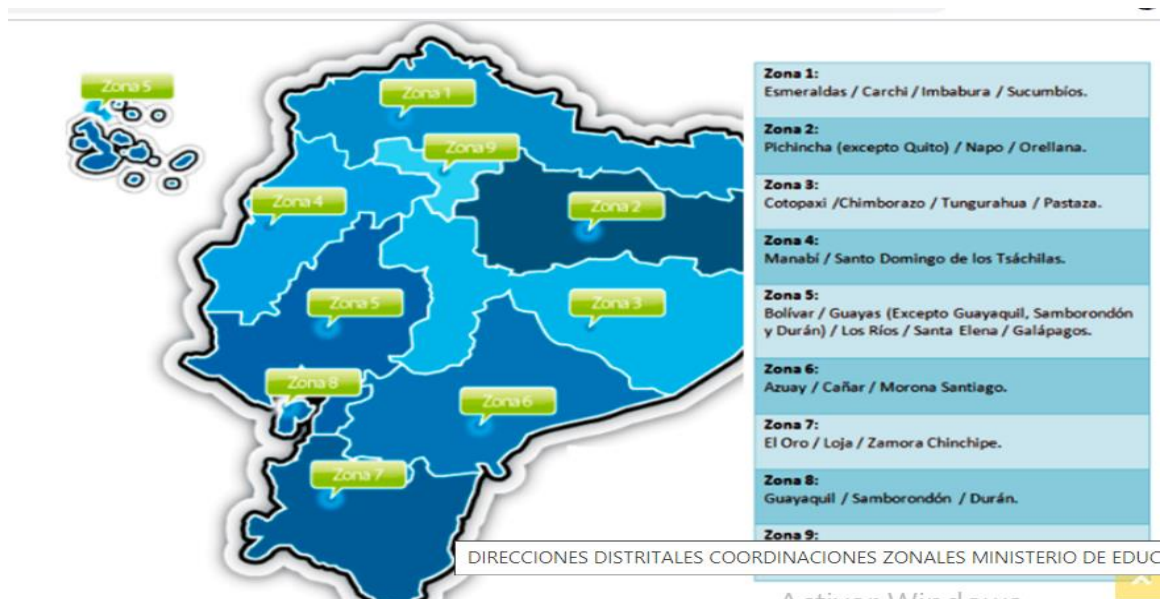 Zona 5
Zona 1
Zona 9
Zona 4
Zona 2
Zona 5
Zona 3
Zona 8
Zona 6
Zona 7
Zona 1:
Esmeraldas / Carchi / Imbabura / Sucumbíos.
Zona 2:
Pichincha (excepto Quito) / Napo / Orellana.
Zona 3:
Cotopaxi /Chimborazo / Tungurahua / Pastaza.
Zona 4:
Manabí / Santo Domingo de los Tsáchilas.
Zona 5:
Bolívar / Guayas (Excepto Guayaquil, Samborondón
y Durán) / Los Ríos / Santa Elena / Galápagos.
Zona 6:
Azuay / Cañar / Morona Santiago.
Zona 7:
El Oro / Loja / Zamora Chinchipe.
Zona 8:
Guayaquil / Samborondón / Durán.
Zona 9:
DIRECCIONES DISTRITALES COORDINACIONES ZONALES MINISTERIO DE EDUC